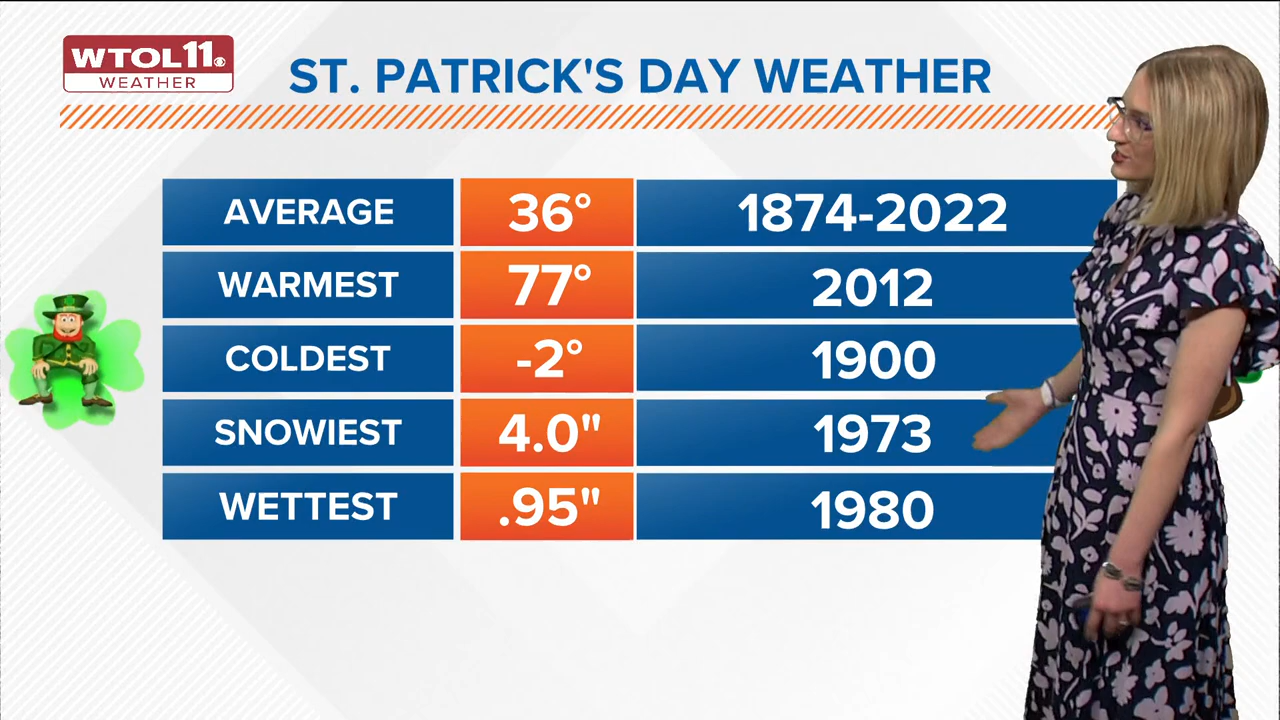 WTOL11
WEATHER
ST. PATRICK'S DAY WEATHER
AVERAGE 36° 1874-2022
WARMEST 77° 2012
COLDEST -2° 1900
SNOWIEST 4.0" 1973
WETTEST .95" 1980